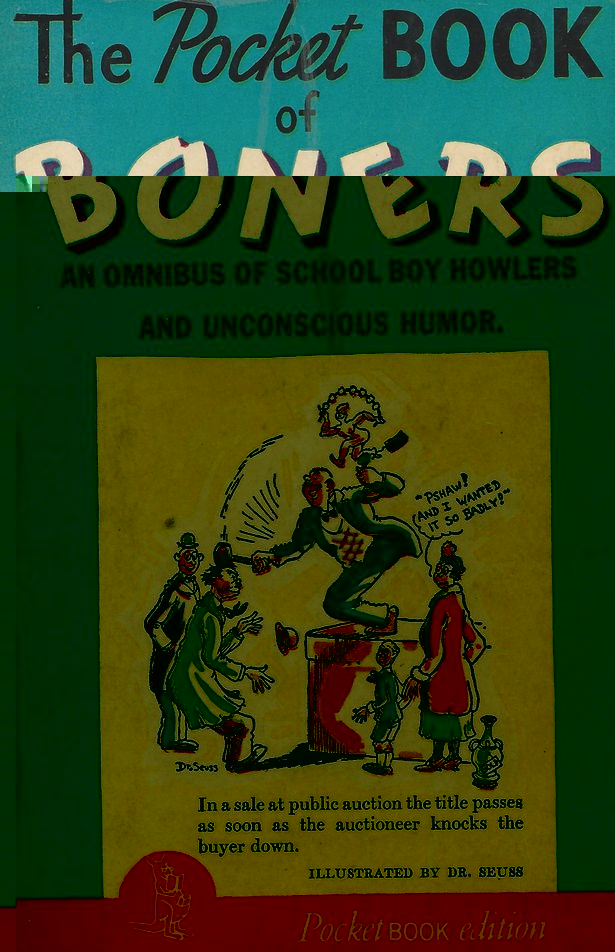 The Pocket BOOK
of
BONERS
AN OMNIBUS OF SCHOOL BOY HOWLERS
AND UNCONSCIOUS HUMOR.
"PSHAW!
AND I WANTED
IT SO BADLY!"
Dr. Seuss
In a sale at public auction the title passes
as soon as the auctioneer knocks the
buyer down.
ILLUSTRATED BY DR. SEUSS
Pocket BOOK edition